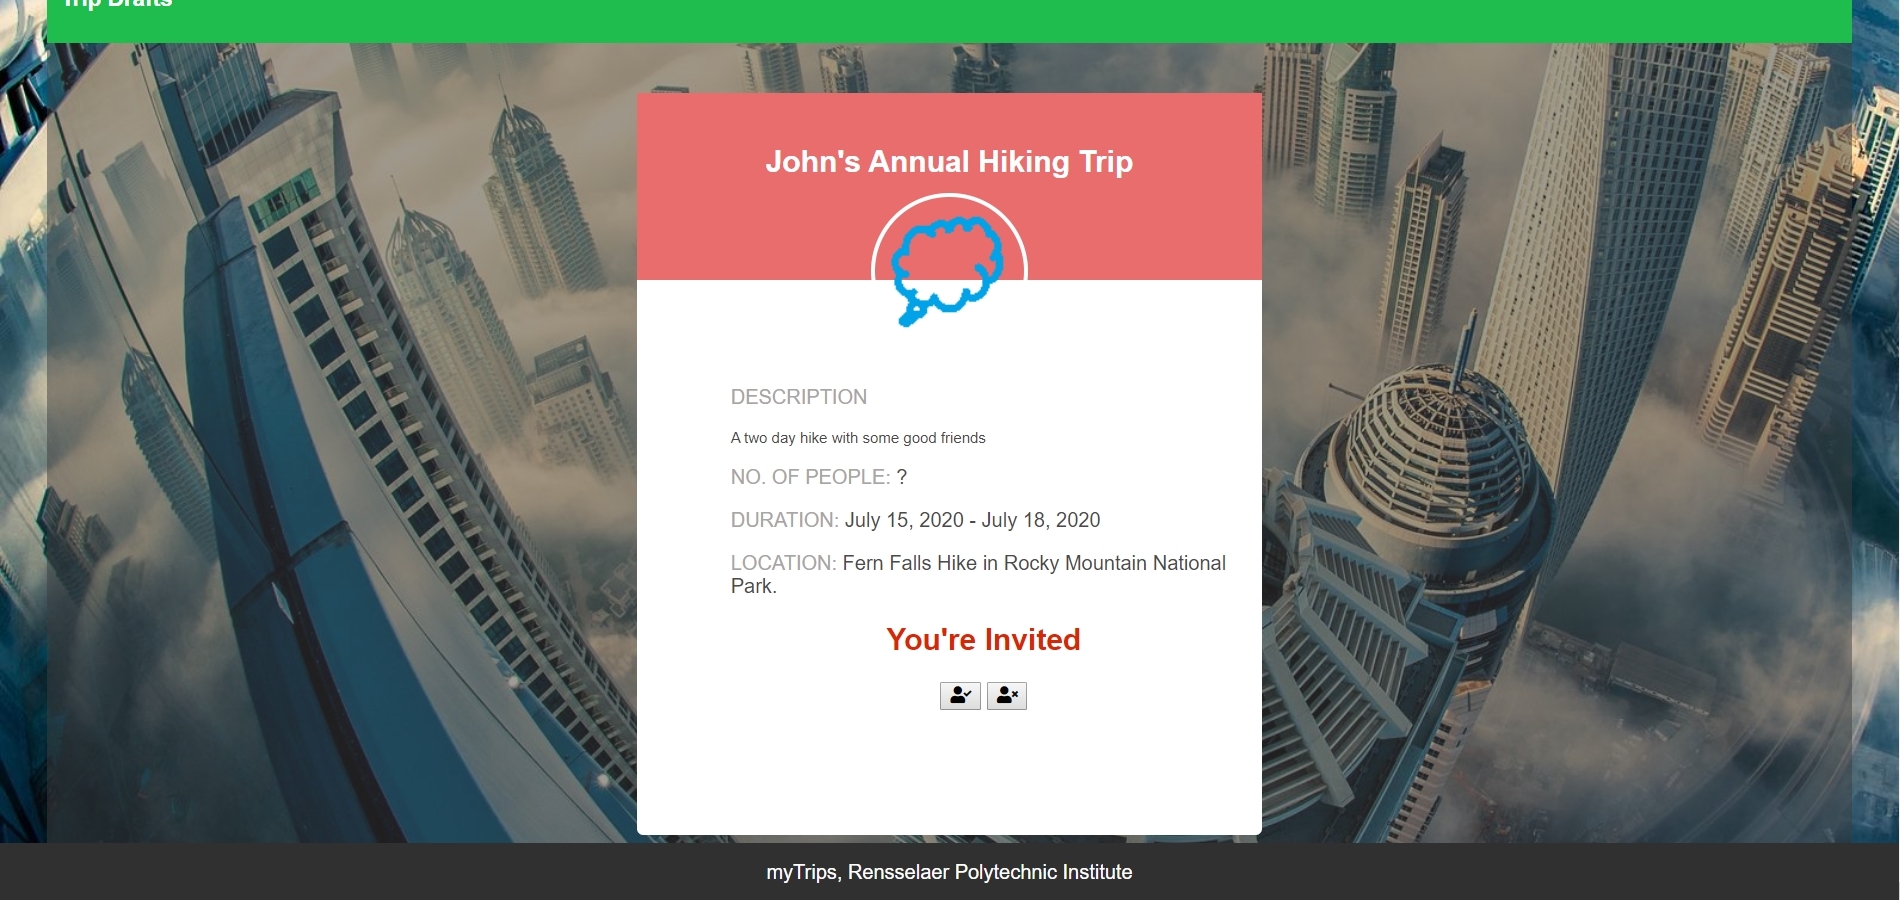 Trip Drafts
John's Annual Hiking Trip
DESCRIPTION
A two day hike with some good friends
NO. OF PEOPLE: ?
DURATION: July 15, 2020 - July 18, 2020
LOCATION: Fern Falls Hike in Rocky Mountain National
Park.
You're Invited
myTrips, Rensselaer Polytechnic Institute